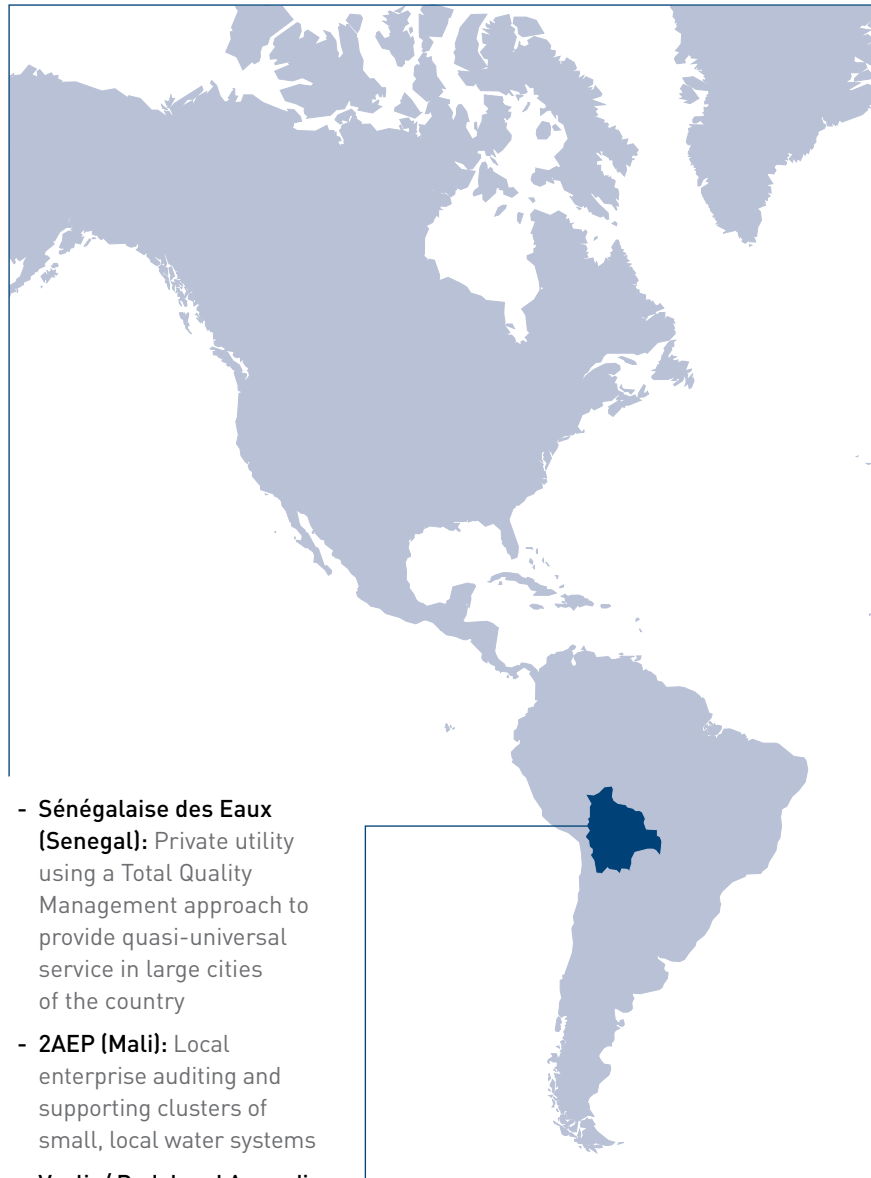 - Sénégalaise des Eaux
(Senegal): Private utility
using a Total Quality
Management approach to
provide quasi-universal
service in large cities
of the country
- 2AEP (Mali): Local
enterprise auditing and
supporting clusters of
small, local water systems